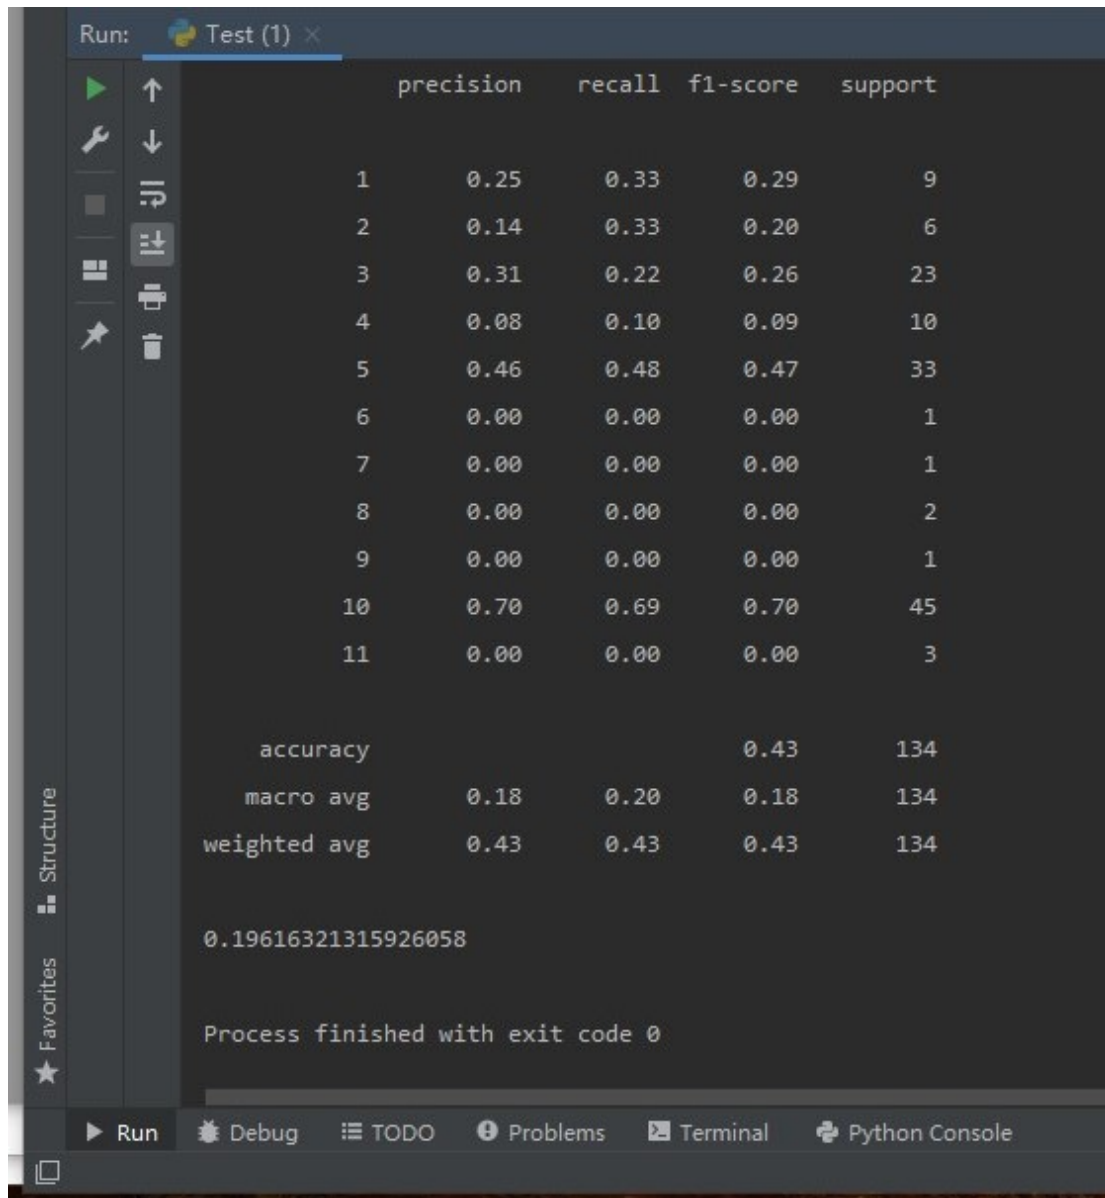 Run: Test (1)
precision recall f1-score support
1 0.25 0.33 0.29 9
2 0.14 0.33 0.20 6
3 0.31 0.22 0.26 23
4 0.08 0.10 0.09 10
5 0.46 0.48 0.47 33
6 0.00 0.00 0.00 1
7 0.00 0.00 0.00 1
8 0.00 0.00 0.00 2
9 0.00 0.00 0.00 1
10 0.70 0.69 0.70 45
11 0.00 0.00 0.00 3
accuracy 0.43 134
macro avg 0.18 0.20 0.18 134
weighted avg 0.43 0.43 0.43 134
0.19616321315926058
Process finished with exit code 0
Structure
Favorites
Run Debug TODO Problems Terminal Python Console